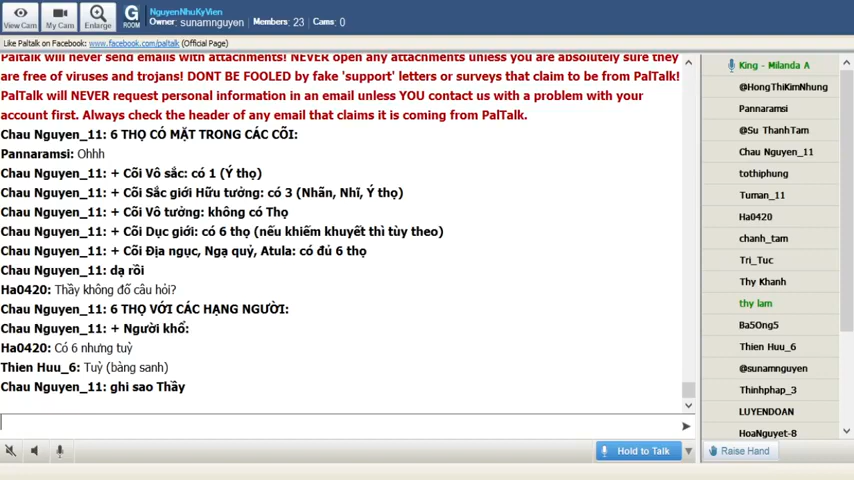 View Cam
My Cam
Enlarge
G
ROOM
NguyenNhuKyVien
Owner: sunamnguyen Members: 23 Cams: 0
Like Paltalk on Facebook: www.facebook.com/paltalk (Official Page)
Paltalk will never send emails with attachments! NEVER open any attachments unless you are absolutely sure they
are free of viruses and trojans! DONT BE FOOLED by fake 'support' letters or surveys that claim to be from PalTalk!
PalTalk will NEVER request personal information in an email unless YOU contact us with a problem with your
account first. Always check the header of any email that claims it is coming from PalTalk.
Chau Nguyen_11: 6 THỌ CÓ MẶT TRONG CÁC CÕI:
Pannaramsi: Ohhh
Chau Nguyen_11: + Cõi Vô sắc: có 1 (Ý thọ)
Chau Nguyen_11: + Cõi Sắc giới Hữu tưởng: có 3 (Nhãn, Nhĩ, Ý thọ)
Chau Nguyen_11: + Cõi Vô tưởng: không có Thọ
Chau Nguyen_11: + Cõi Dục giới: có 6 thọ (nếu khiếm khuyết thì tùy theo)
Chau Nguyen_11: + Cõi Địa ngục, Ngạ quỷ, Atula: có đủ 6 thọ
Chau Nguyen_11: dạ rồi
Ha0420: Thầy không đố câu hỏi?
Chau Nguyen_11: 6 THỌ VỚI CÁC HẠNG NGƯỜI:
Chau Nguyen_11: + Người khổ:
Ha0420: Có 6 nhưng tuỳ
Thien Huu_6: Tuỳ (bàng sanh)
Chau Nguyen_11: ghi sao Thầy
Hold to Talk
King - Milanda A
@HongThiKimNhung
Pannaramsi
@Su ThanhTam
Chau Nguyen_11
tothiphung
Tuman_11
Ha0420
chanh_tam
Tri_Tuc
Thy Khanh
thy lam
Ba5Ong5
Thien Huu_6
@sunamnguyen
Thinhphap_3
LUYENDOAN
HoaNguyet-8
Raise Hand